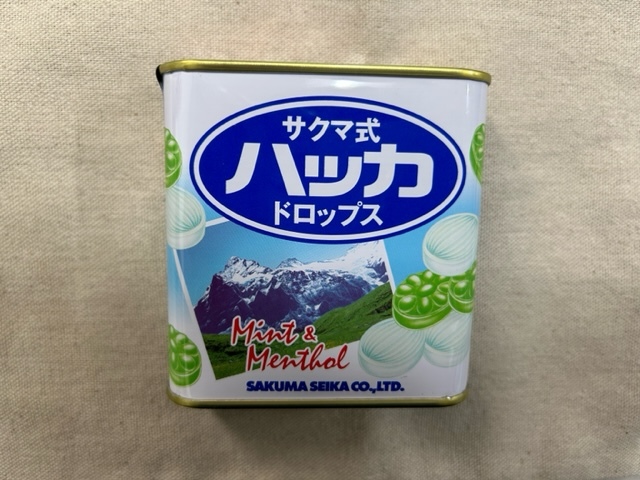 サクマ式
ハッカ
ドロップス
Mint &
Menthol
SAKUMA SEIKA CO.,LTD.